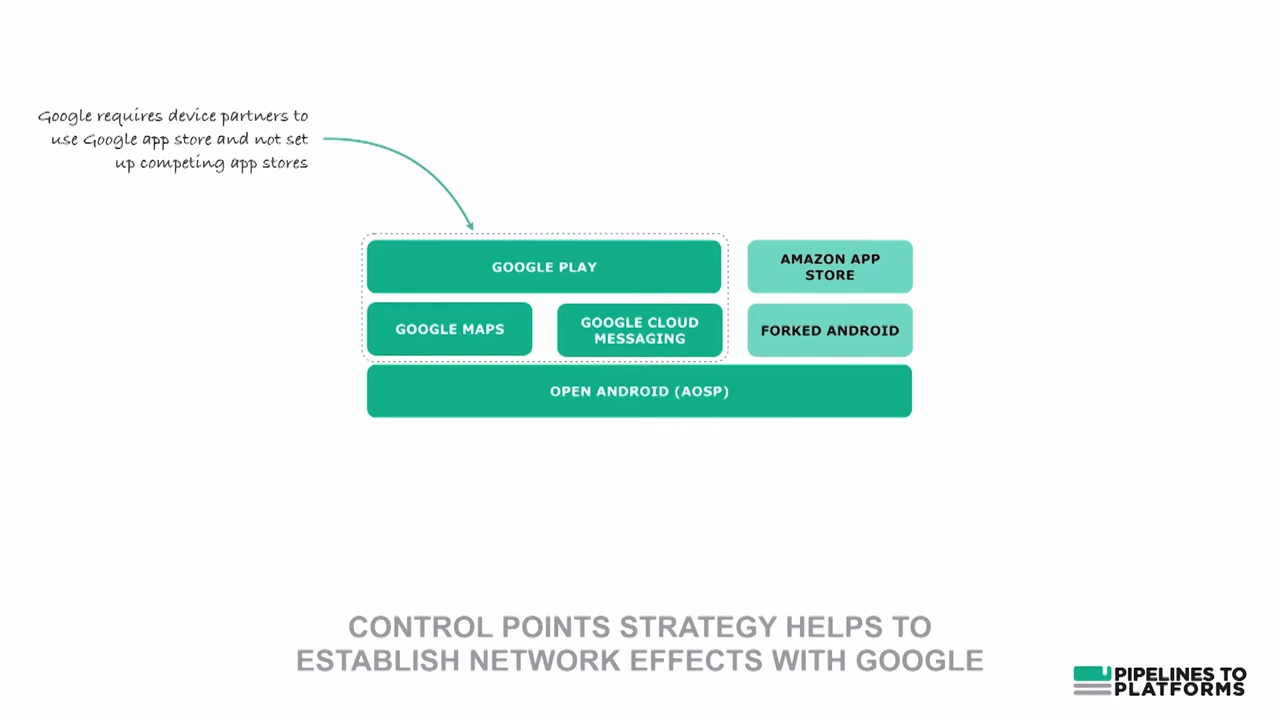 Google requires device partners to
use Google app store and not set
up competing app stores
GOOGLE PLAY
AMAZON APP
STORE
GOOGLE MAPS
GOOGLE CLOUD
MESSAGING
FORKED ANDROID
OPEN ANDROID (AOSP)
CONTROL POINTS STRATEGY HELPS TO
ESTABLISH NETWORK EFFECTS WITH GOOGLE
PIPELINES TO
PLATFORMS